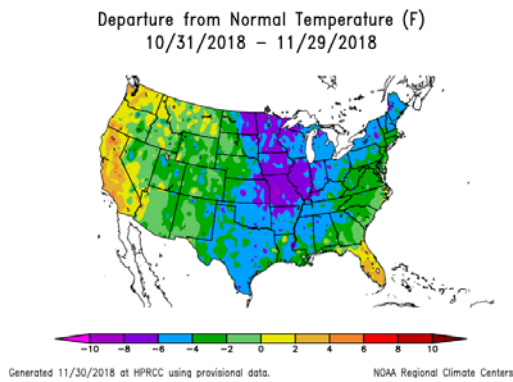 Departure from Normal Temperature (F)
10/31/2018 – 11/29/2018
-10 -8 -6 -4 -2 0 2 4 6 8 10
Generated 11/30/2018 at HPRCC using provisional data. NOAA Regional Climate Centers